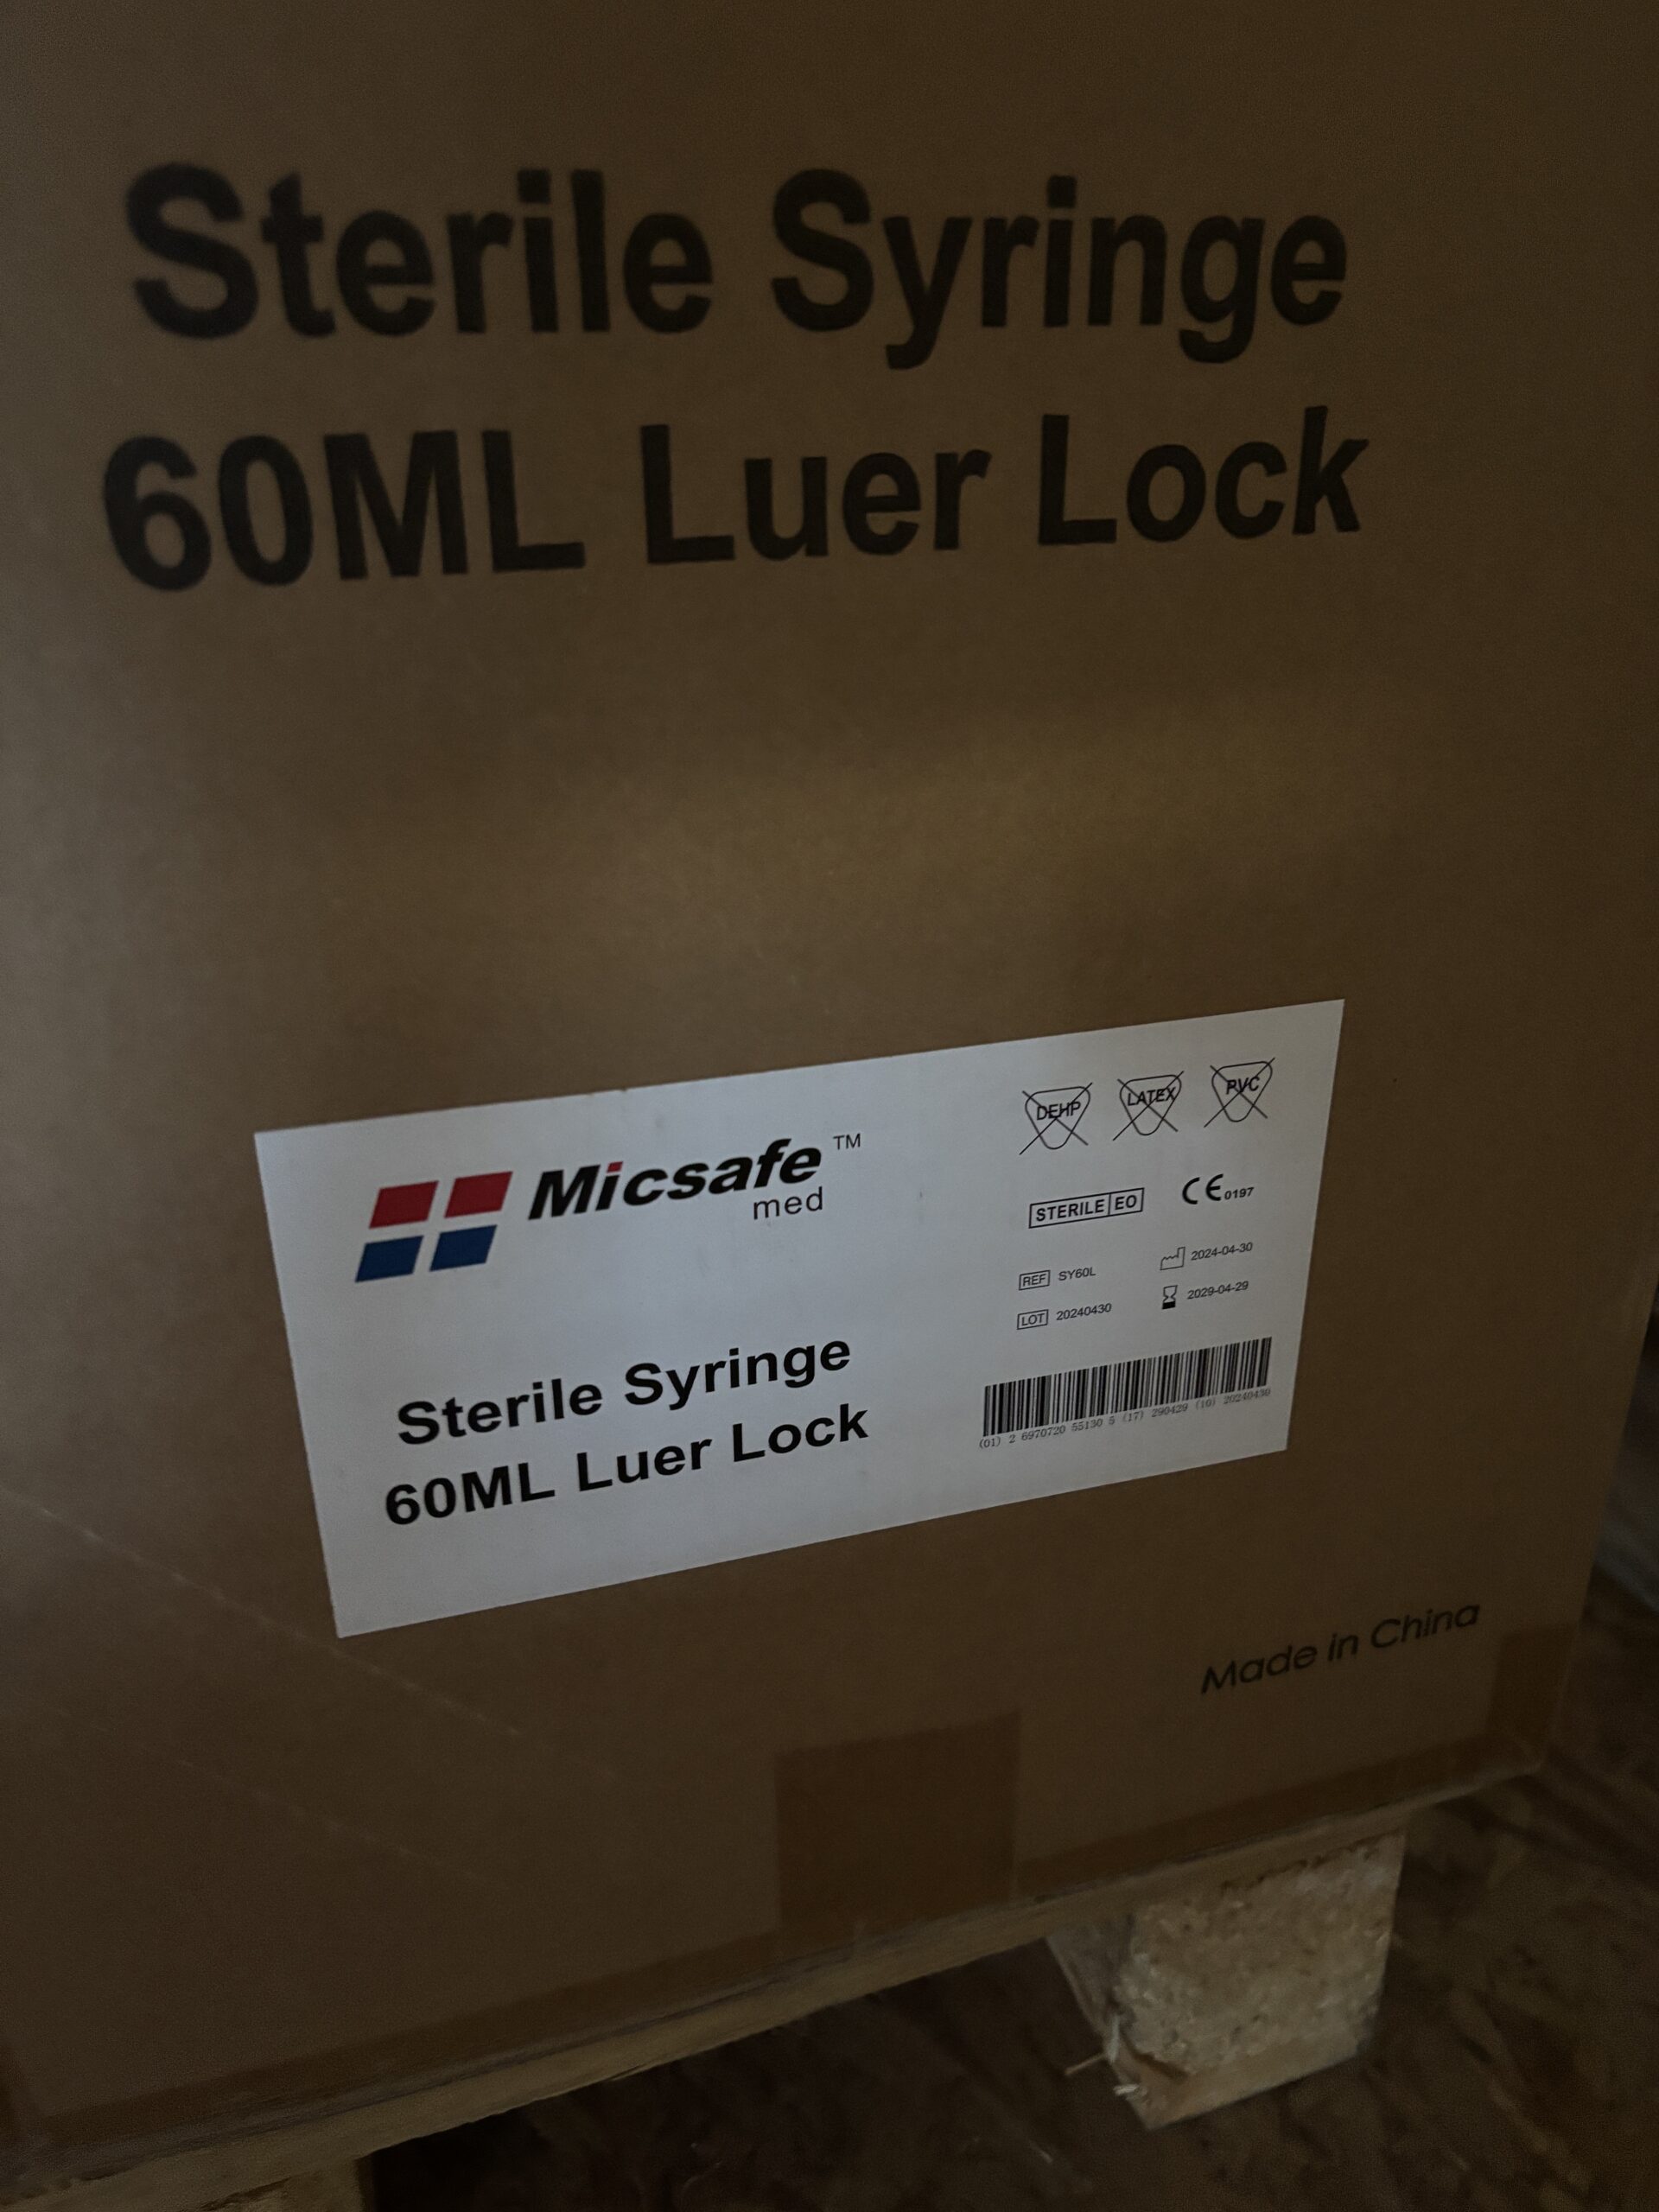 Sterile Syringe
60ML Luer Lock
Micsafe™
med
DEHP LATEX PVC
STERILE EO CE 0197
REF SY60L 2024-04-30
LOT 20240430 2029-04-29
Sterile Syringe
60ML Luer Lock
(01) 2 6970720 55130 5 (17) 290429 (10) 20240430
Made in China